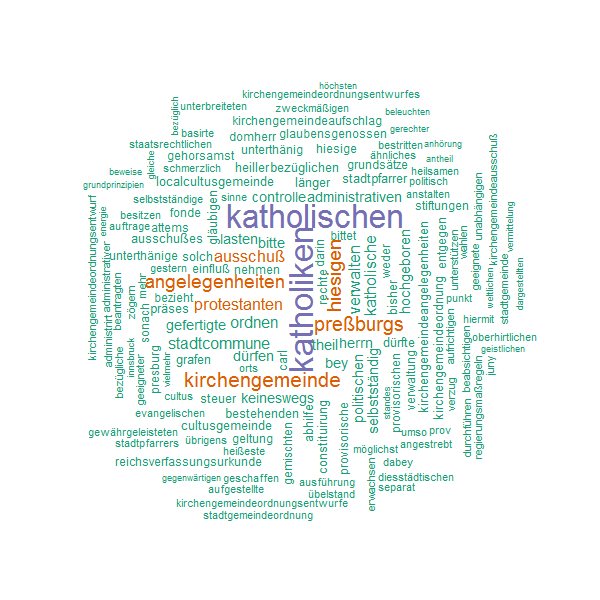 höchsten
kirchengemeindeordnungsentwurfes
bezüglich
unterbreiteten
zweckmäßigen
beleuchten
kirchengemeindeaufschlag
gerechter
basirte
domherr
glaubensgenossen
bestritten
anhörung
staatsrechtlichen
unterthänig
hiesige
ähnliches
antheil
gleiche
gehorsamst
grundsätze
kirchengemeindeausschuß
beweise
schmerzlich
heiller
bezüglichen
heilsamen
grundprinzipien
localcultusgemeinde
länger
stadtpfarrer
politisch
selbstständige
sinne
controlle
administrativen
anstalten
gläubigen
stiftungen
unabhängigen
kirchengemeindeordnungsentwurf
besitzen
fonde
katholischen
vermittelung
energie
auftrage
attems
bittet
hochgeboren
entgegen
wahlen
administrativer
ausschußes
lasten
bitte
katholiken
hiesigen
darin
verwalten
katholische
weder
kirchengemeindeangelegenheiten
unterstützen
stadtgemeinde
unterthänige
solch
ausschuß
bisher
geeignete
weltlichen
dargestellten
gestern
einfluß
nehmen
rechte
administrirt
beantragten
zögern
mehr
angelegenheiten
punkt
bezieht
sonach
präses
protestanten
preßburgs
kirchengemeindeordnung
aufrichtigen
hiermit
gefertigte
ordnen
oberhirtlichen
innsbruck
presburg
stadtcommune
theil
herrn
dürfte
geistlichen
bezügliche
geeigneter
vielmehr
grafen
dürfen
carl
bey
politischen
selbstständig
provisorischen
verwaltung
verzug
beabsichtigen
juny
orts
kirchengemeinde
regierungsmaßregeln
cultus
steuer
keineswegs
standes
durchführen
evangelischen
bestehenden
abhilfe
provisorische
umso
prov
gewährgeleisteten
cultusgemeinde
constituirung
angestrebt
stadtpfarrers
übrigens
geltung
möglichst
heißeste
gemischten
dabey
reichsverfassungsurkunde
erwachsen
gegenwärtigen
geschaffen
ausführung
diesstädtischen
aufgestellte
übelstand
separat
kirchengemeindeordnungsentwurfe
stadtgemeindeordnung